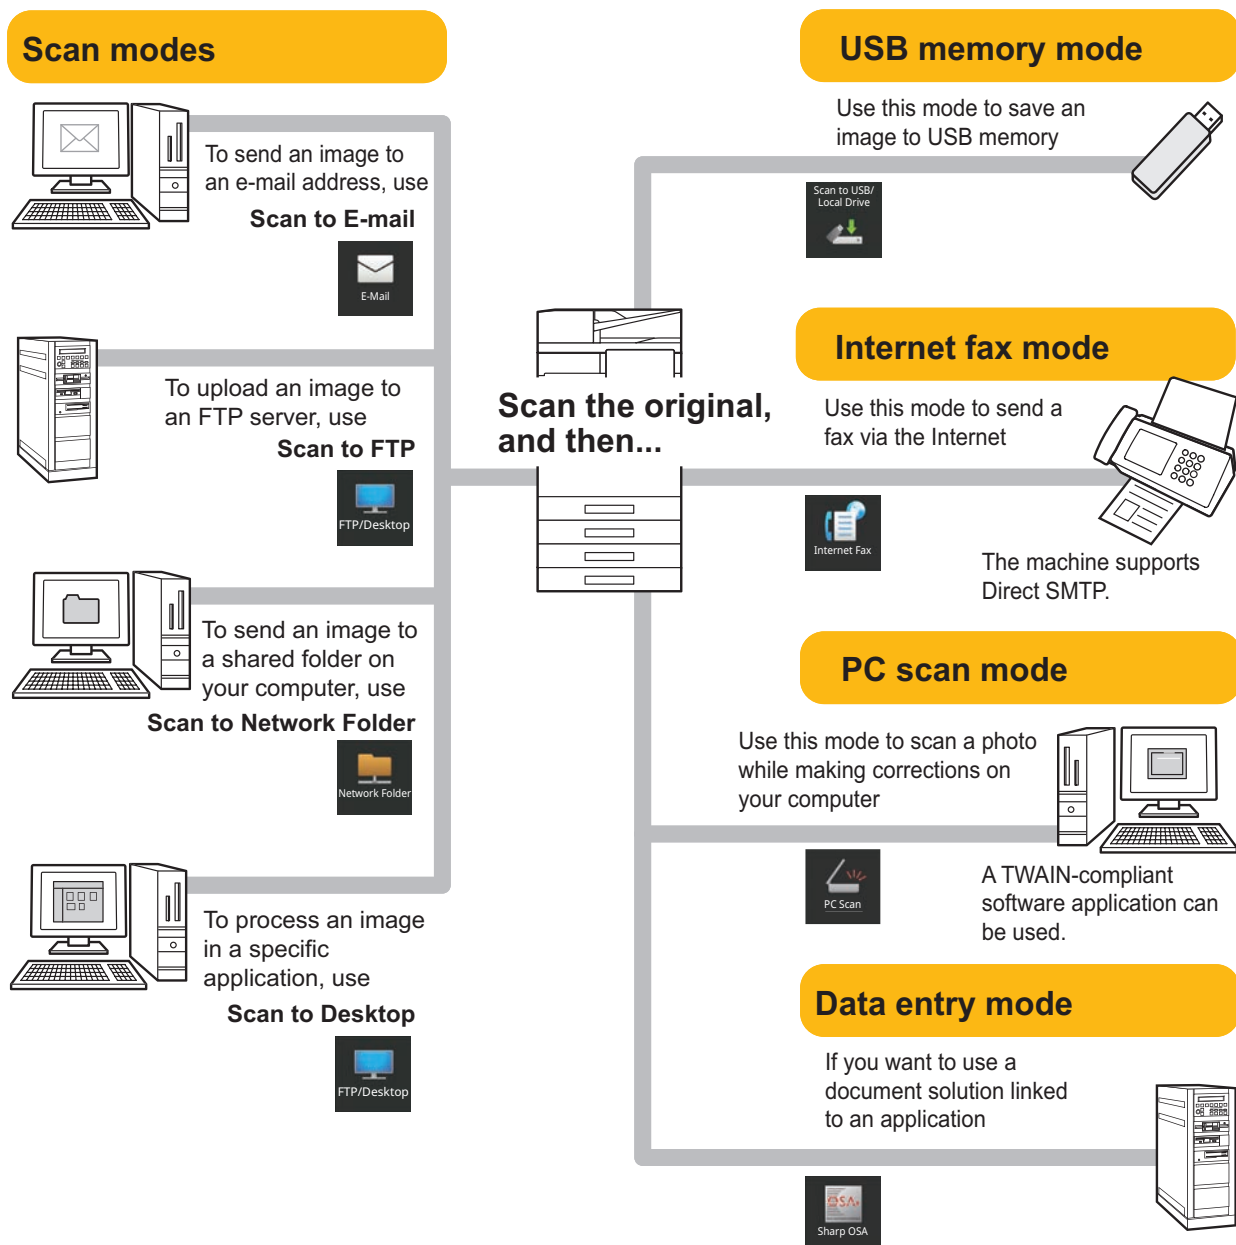 Scan modes
To send an image to
an e-mail address, use
Scan to E-mail
E-Mail
To upload an image to
an FTP server, use
Scan to FTP
FTP/Desktop
To send an image to
a shared folder on
your computer, use
Scan to Network Folder
Network Folder
To process an image
in a specific
application, use
Scan to Desktop
FTP/Desktop
Scan the original,
and then...
USB memory mode
Use this mode to save an
image to USB memory
Scan to USB/
Local Drive
Internet fax mode
Use this mode to send a
fax via the Internet
Internet Fax
The machine supports
Direct SMTP.
PC scan mode
Use this mode to scan a photo
while making corrections on
your computer
PC Scan
A TWAIN-compliant
software application can
be used.
Data entry mode
If you want to use a
document solution linked
to an application
OSA
Sharp OSA